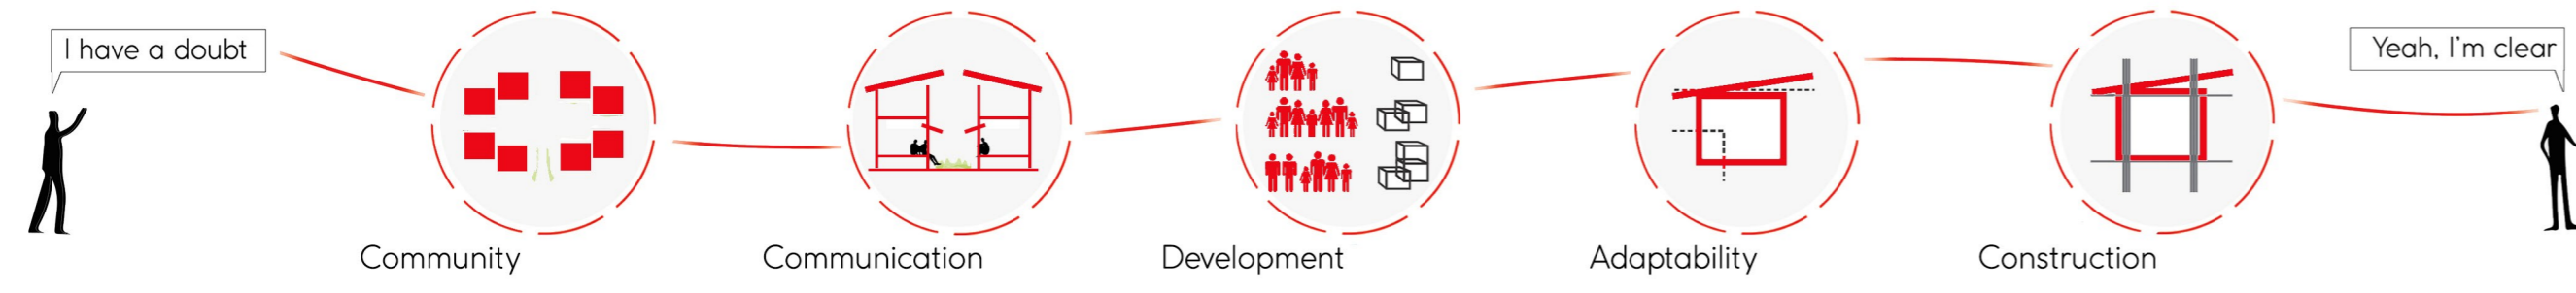 I have a doubt
Yeah, I'm clear
Community
Communication
Development
Adaptability
Construction